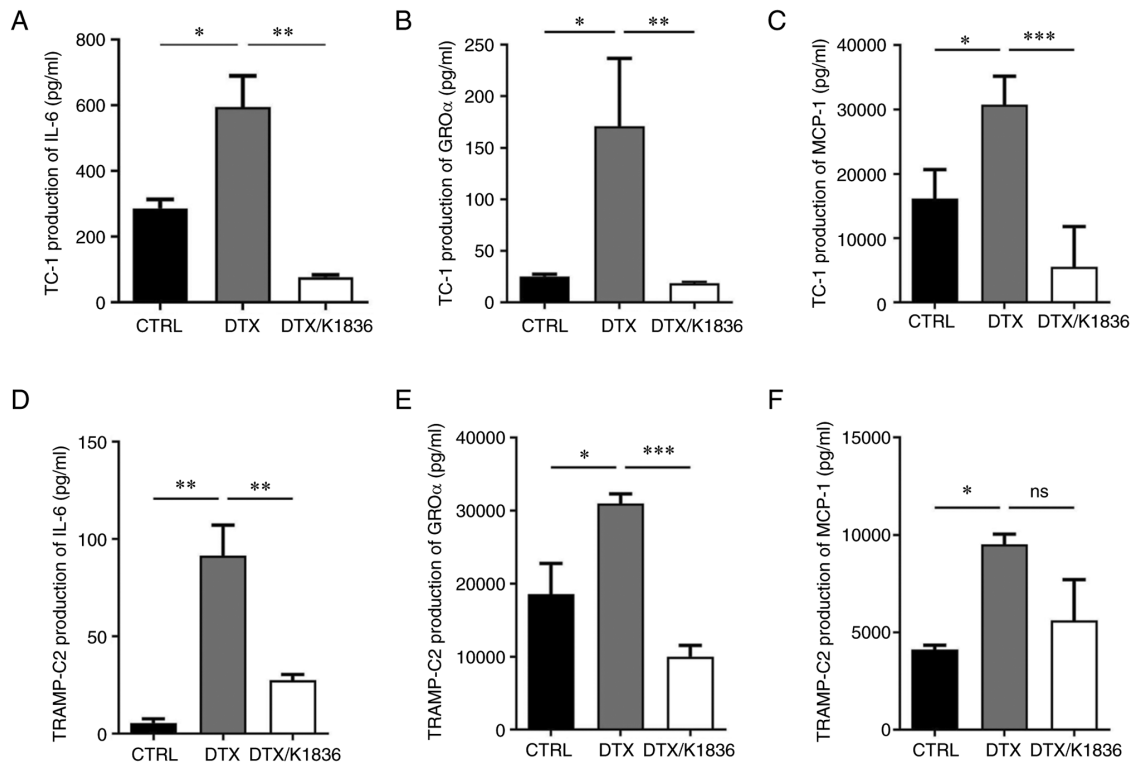 A
TC-1 production of IL-6 (pg/ml)
800
600
400
200
0
* **
CTRL DTX DTX/K1836
B
TC-1 production of GROα (pg/ml)
250
200
150
100
50
0
* **
CTRL DTX DTX/K1836
C
TC-1 production of MCP-1 (pg/ml)
40000
30000
20000
10000
0
* ***
CTRL DTX DTX/K1836
D
TRAMP-C2 production of IL-6 (pg/ml)
150
100
50
0
** **
CTRL DTX DTX/K1836
E
TRAMP-C2 production of GROα (pg/ml)
40000
30000
20000
10000
0
* ***
CTRL DTX DTX/K1836
F
TRAMP-C2 production of MCP-1 (pg/ml)
15000
10000
5000
0
* ns
CTRL DTX DTX/K1836